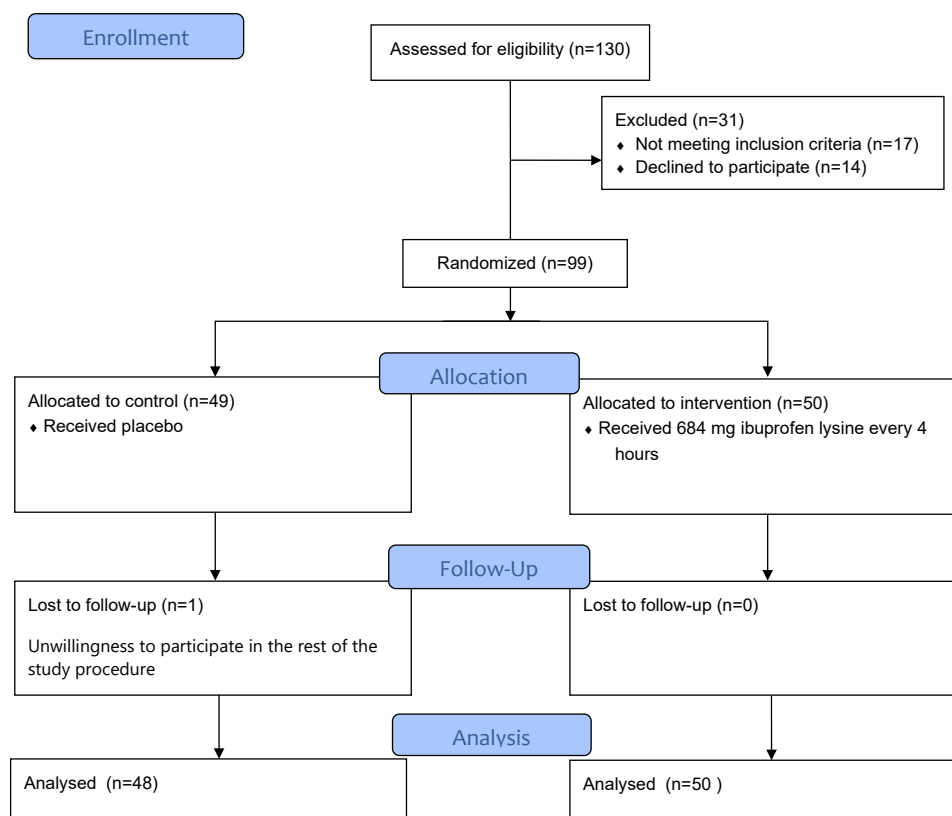 Enrollment
Assessed for eligibility (n=130)
Excluded (n=31)
♦ Not meeting inclusion criteria (n=17)
♦ Declined to participate (n=14)
Randomized (n=99)
Allocation
Allocated to control (n=49)
♦ Received placebo
Allocated to intervention (n=50)
♦ Received 684 mg ibuprofen lysine every 4
hours
Follow-Up
Lost to follow-up (n=1)
Unwillingness to participate in the rest of the
study procedure
Lost to follow-up (n=0)
Analysis
Analysed  (n=48)
Analysed  (n=50 )